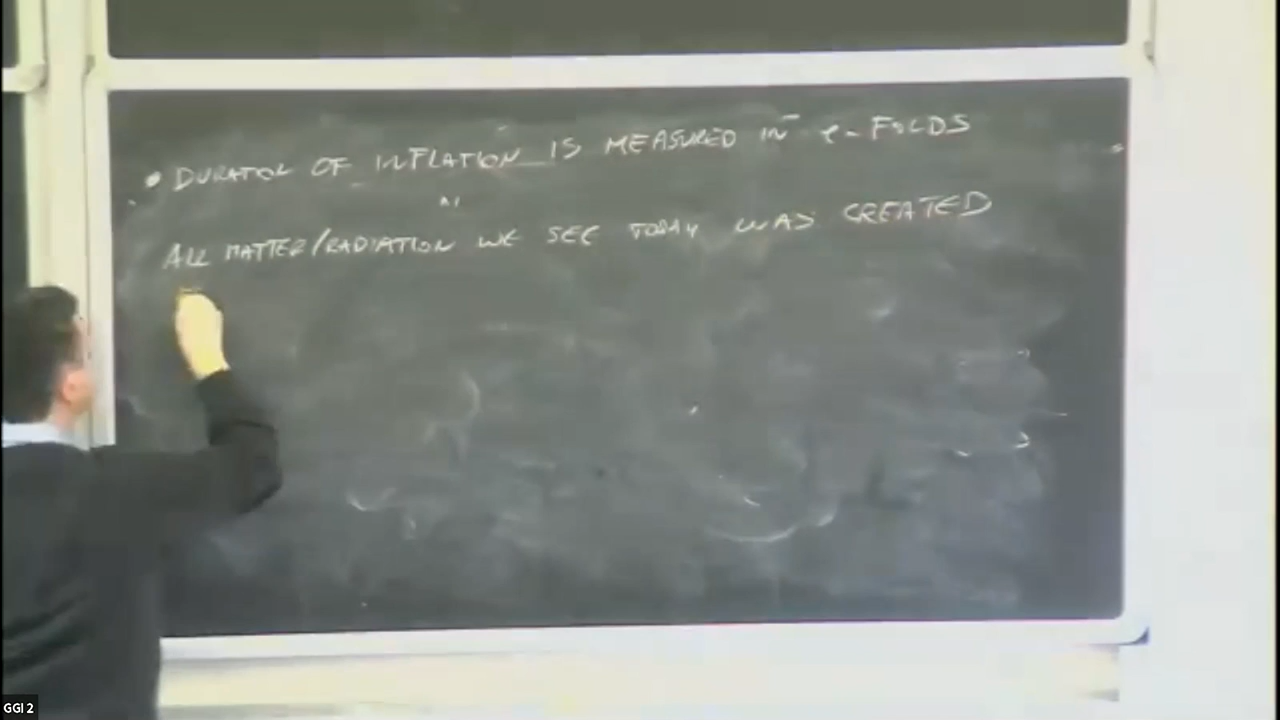 • DURATION OF INFLATION IS MEASURED IN e-FOLDS
ALL MATTER/RADIATION WE SEE TODAY WAS CREATED
GGI 2